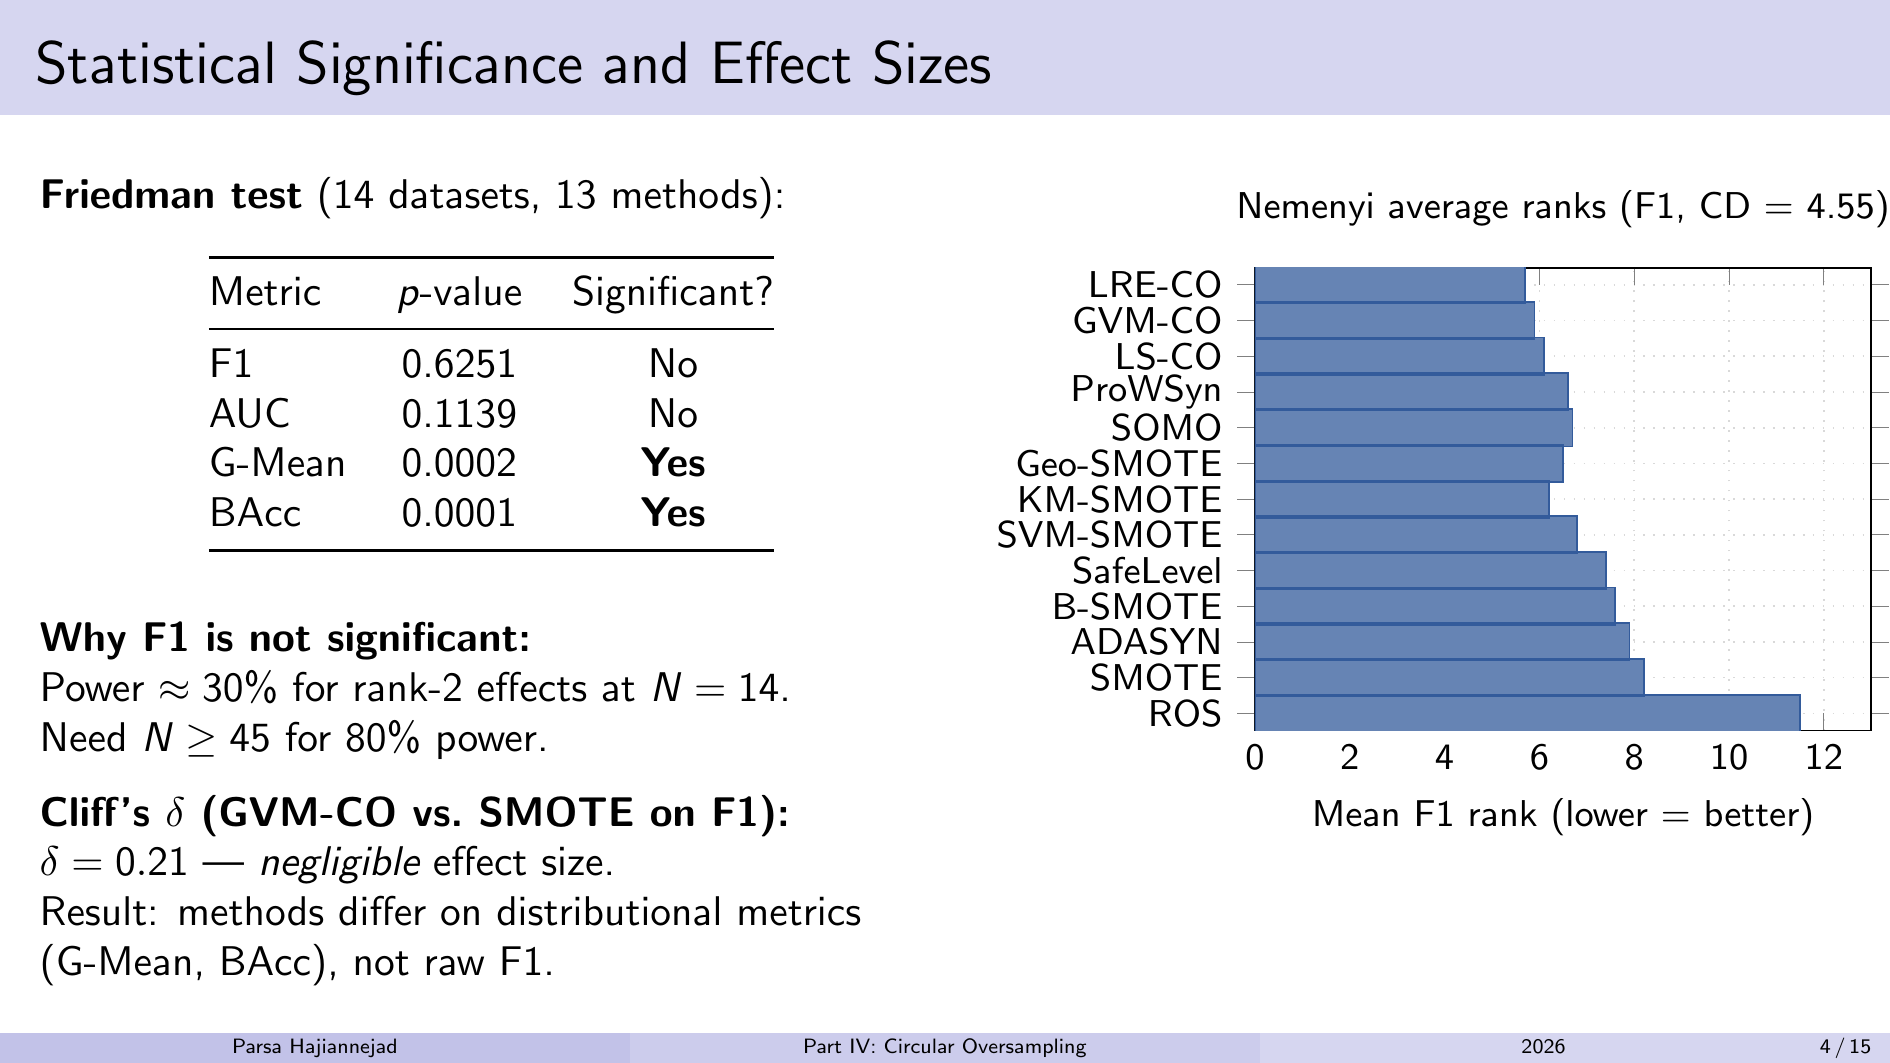 Statistical Significance and Effect Sizes
Friedman test (14 datasets, 13 methods):
Metric p-value Significant?
F1 0.6251 No
AUC 0.1139 No
G-Mean 0.0002 Yes
BAcc 0.0001 Yes
Why F1 is not significant:
Power ≈ 30% for rank-2 effects at N = 14.
Need N ≥ 45 for 80% power.
Cliff's δ (GVM-CO vs. SMOTE on F1):
δ = 0.21 — negligible effect size.
Result: methods differ on distributional metrics
(G-Mean, BAcc), not raw F1.
Nemenyi average ranks (F1, CD = 4.55)
LRE-CO
GVM-CO
LS-CO
ProWSyn
SOMO
Geo-SMOTE
KM-SMOTE
SVM-SMOTE
SafeLevel
B-SMOTE
ADASYN
SMOTE
ROS
0 2 4 6 8 10 12
Mean F1 rank (lower = better)
Parsa Hajiannejad Part IV: Circular Oversampling 2026 4 / 15